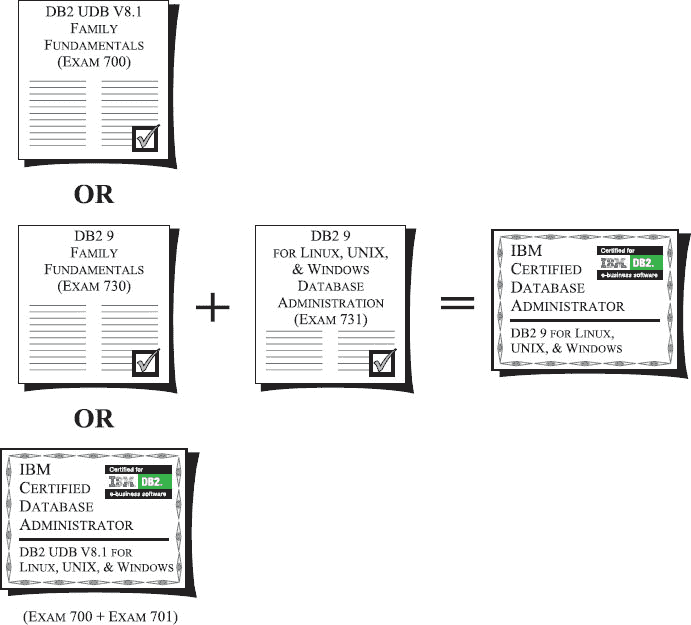 DB2 UDB V8.1
FAMILY
FUNDAMENTALS
(EXAM 700)
OR
DB2 9
FAMILY
FUNDAMENTALS
(EXAM 730)
+
DB2 9
FOR LINUX, UNIX,
& WINDOWS
DATABASE
ADMINISTRATION
(EXAM 731)
=
IBM
CERTIFIED
DATABASE
ADMINISTRATOR
Certified for
IBM DB2.
e-business software
DB2 9 FOR LINUX,
UNIX, & WINDOWS
OR
IBM
CERTIFIED
DATABASE
ADMINISTRATOR
Certified for
IBM DB2.
e-business software
DB2 UDB V8.1 FOR
LINUX, UNIX, & WINDOWS
(EXAM 700 + EXAM 701)